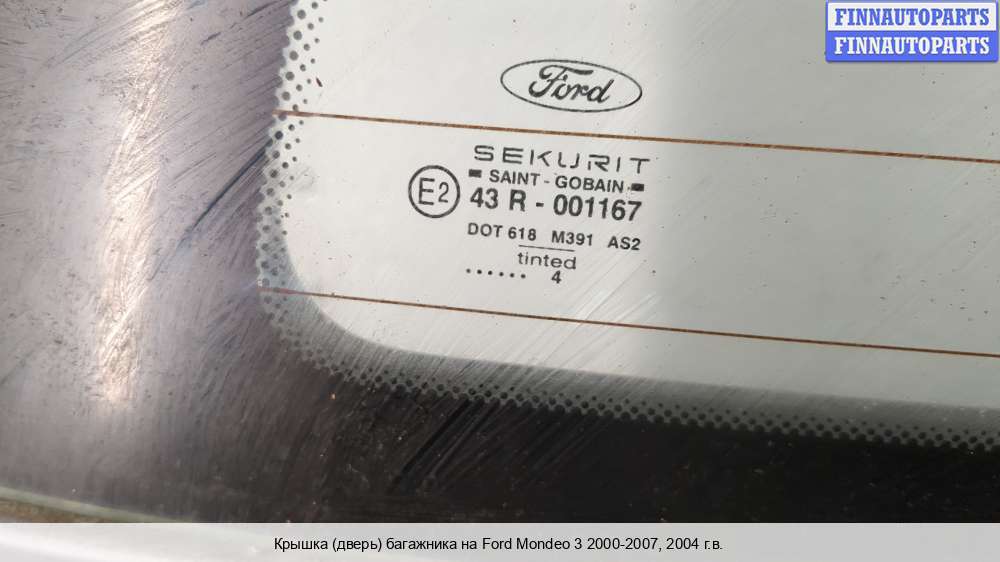 FINNAUTOPARTS
FINNAUTOPARTS
Ford
SEKURIT
SAINT-GOBAIN
E2
43 R - 001167
DOT 618 M391 AS2
tinted
...... 4
Крышка (дверь) багажника на Ford Mondeo 3 2000-2007, 2004 г.в.